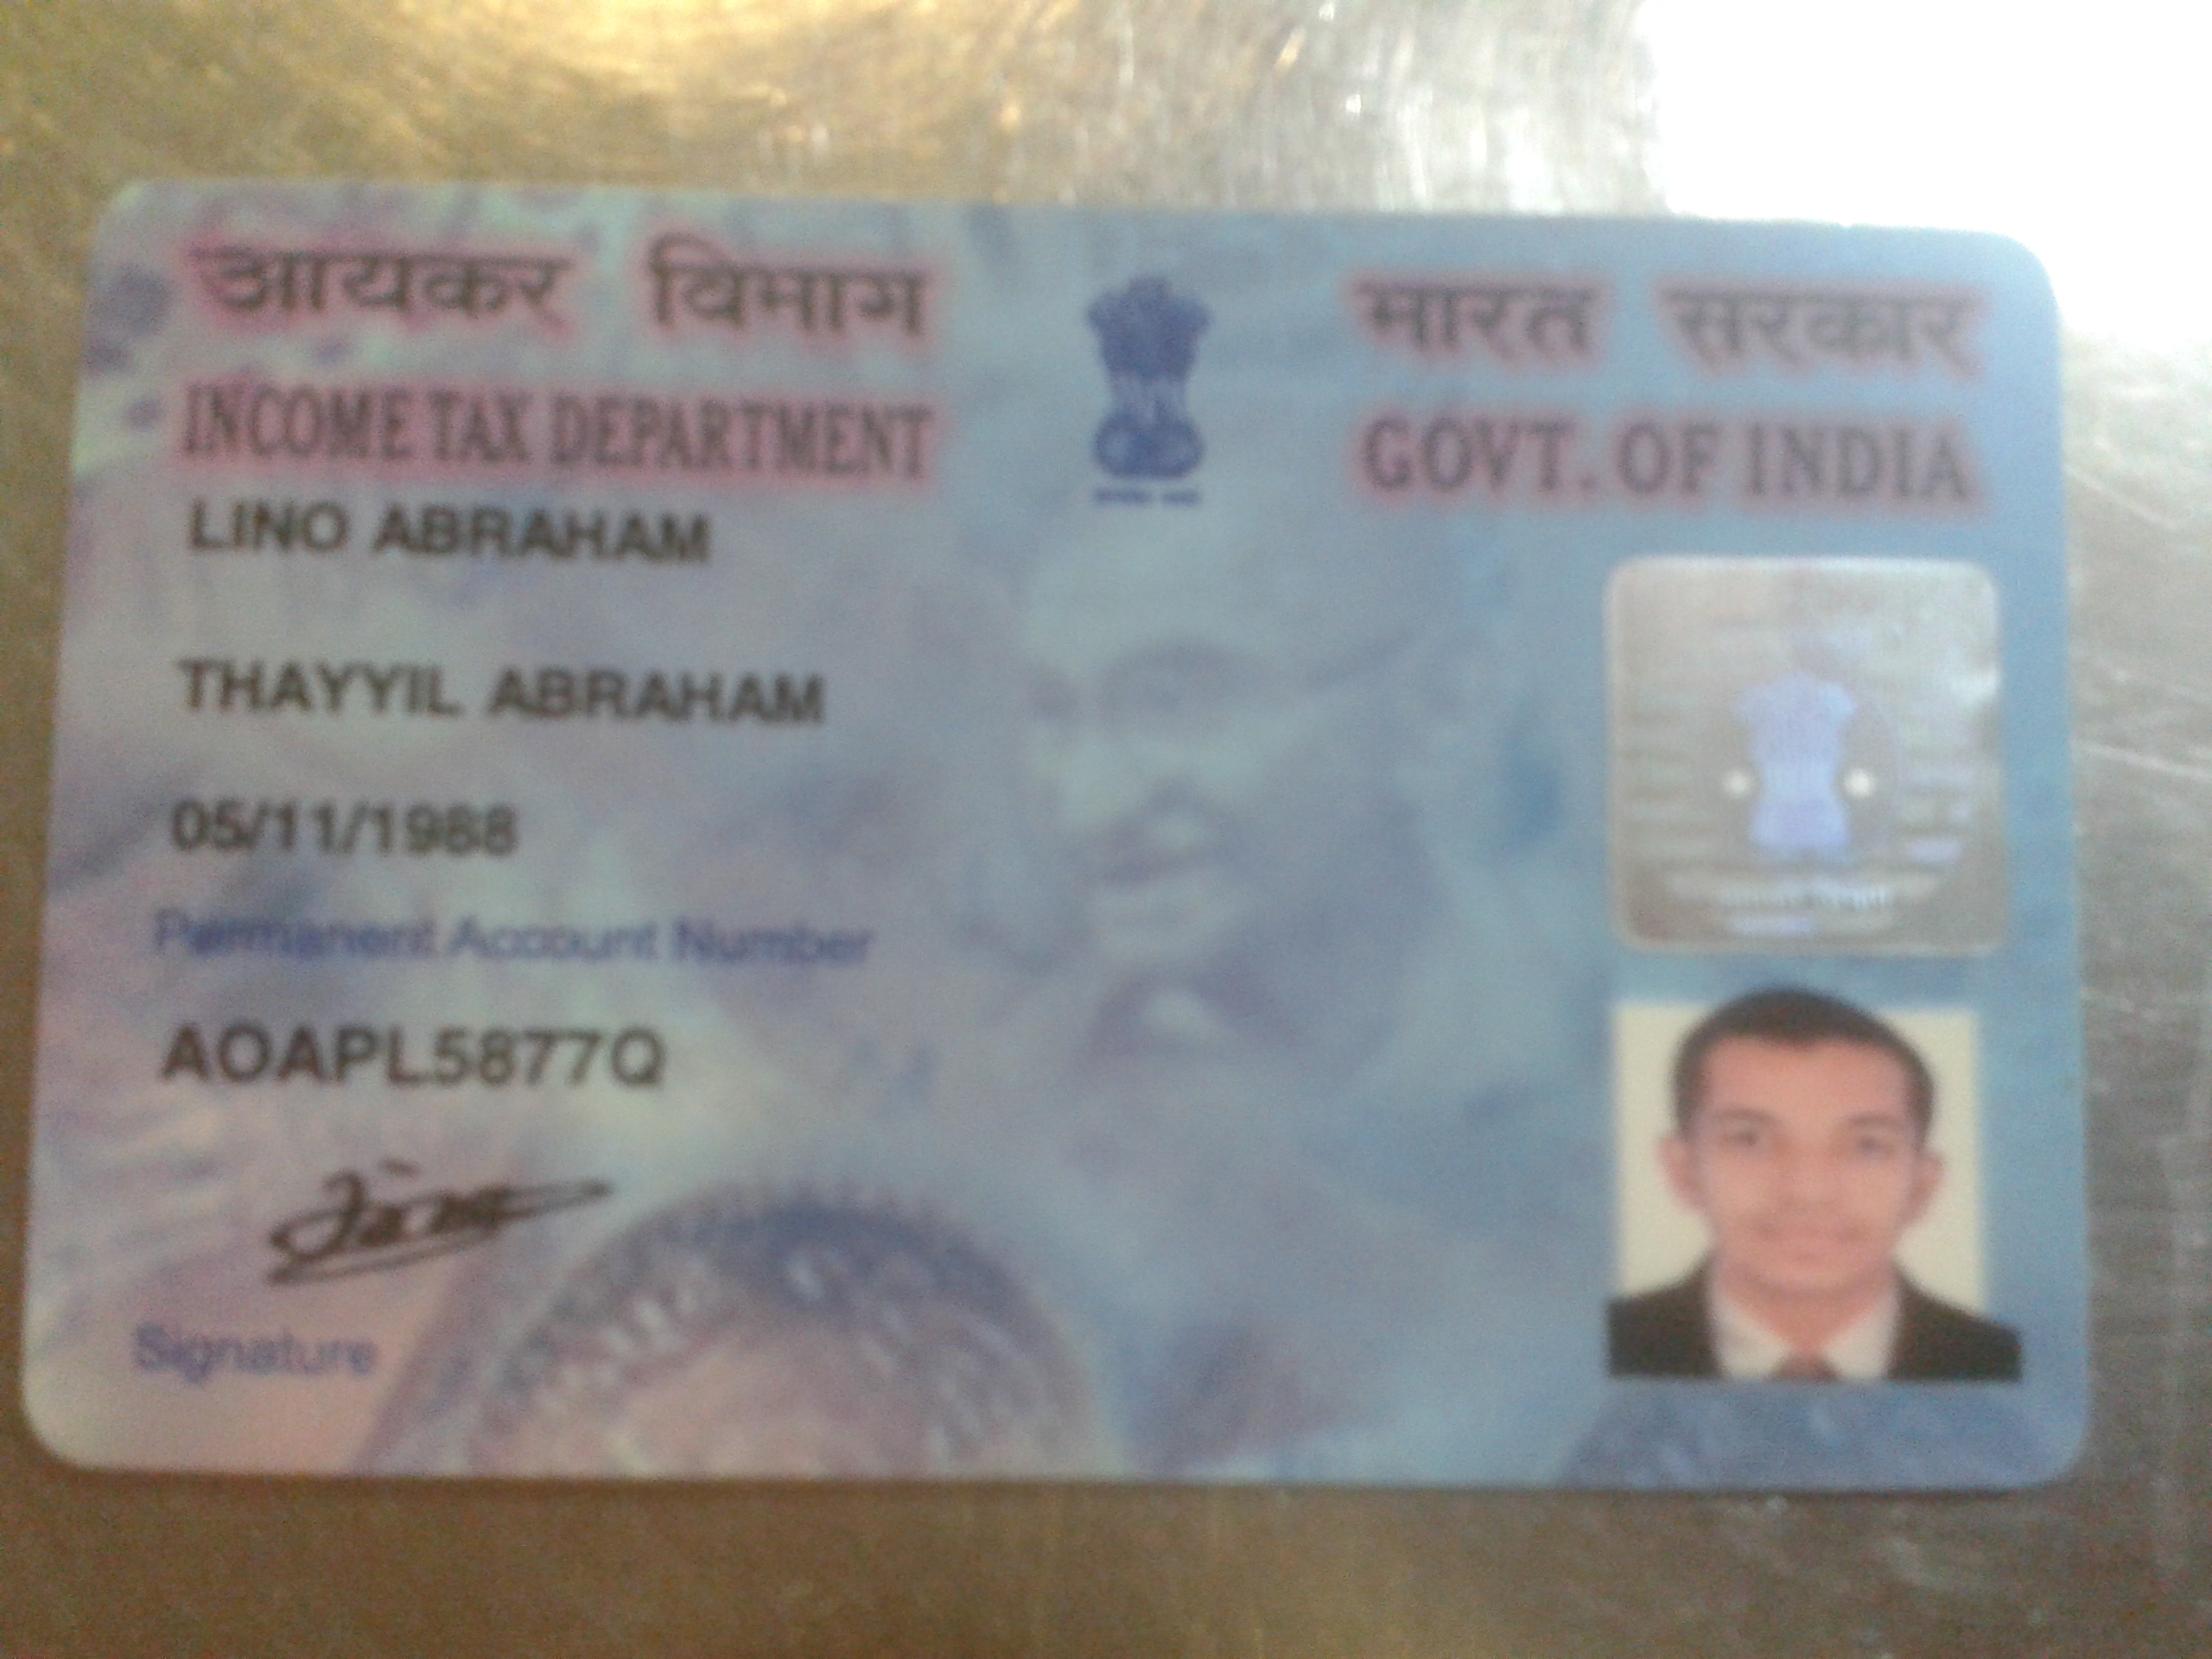 आयकर विभाग
INCOME TAX DEPARTMENT
भारत सरकार
GOVT. OF INDIA
LINO ABRAHAM
THAYYIL ABRAHAM
05/11/1988
Permanent Account Number
AOAPL5877Q
Signature